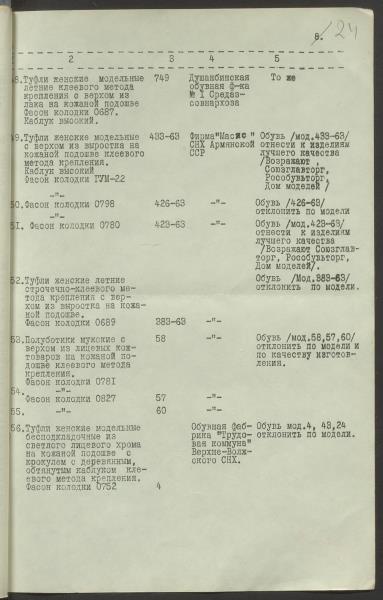 8. 24
2 3 4 5
48.Туфли женские модельные 749 Душанбинская То же
летние клеевого метода обувная ф-ка
крепления с верхом из № I Средаз-
лака на кожаной подошве совнархоза
Фасон колодки 0687.
Каблук высокий.
49.Туфли женские модельные 433-63 Фирма"Масис" Обувь /мод.433-63/
с верхом из выростка на СНХ Армянской отнести к изделиям
кожаной подошве клеевого ССР лучшего качества
метода крепления. /Возражают,
Каблук высокий Союзглавторг,
Фасон колодки ГУМ-22 Рособувьторг,
Дом моделей/
-"-
50.Фасон колодки 0798 426-63 -"- Обувь /426-63/
-"- отклонить по модели
51. Фасон колодки 0780 423-63 -"- Обувь /мод.423-63/
отнести к изделиям
лучшего качества
/Возражают Союзглав-
торг, Рособувьторг,
Дом моделей/.
52.Туфли женские летние Обувь /Мод.383-63/
строчечно-клеевого ме- отклонить по модели.
тода крепления с вер-
хом из выростка на кожа-
ной подошве.
Фасон колодки 0689 383-63 -"-
53.Полуботинки мужские с 58 -"- Обувь /мод.58,57,60/
верхом из лицевых кож- отклонить по модели и
товаров на кожаной по- по качеству изготов-
дошве клеевого метода ления.
крепления.
Фасон колодки 0781
54. -"-
Фасон колодки 0827 57 -"-
55. -"- 60 -"-
56.Туфли женские модельные Обувная фаб- Обувь мод.4, 43,24
бесподкладочные из рика "Трудо- отклонить по модели.
светлого лицевого хрома вая коммуна"
на кожаной подошве с Верхне-Волж-
крокулем с деревянным, ского СНХ.
обтянутым каблуком кле-
евого метода крепления.
Фасон колодки 0752 4